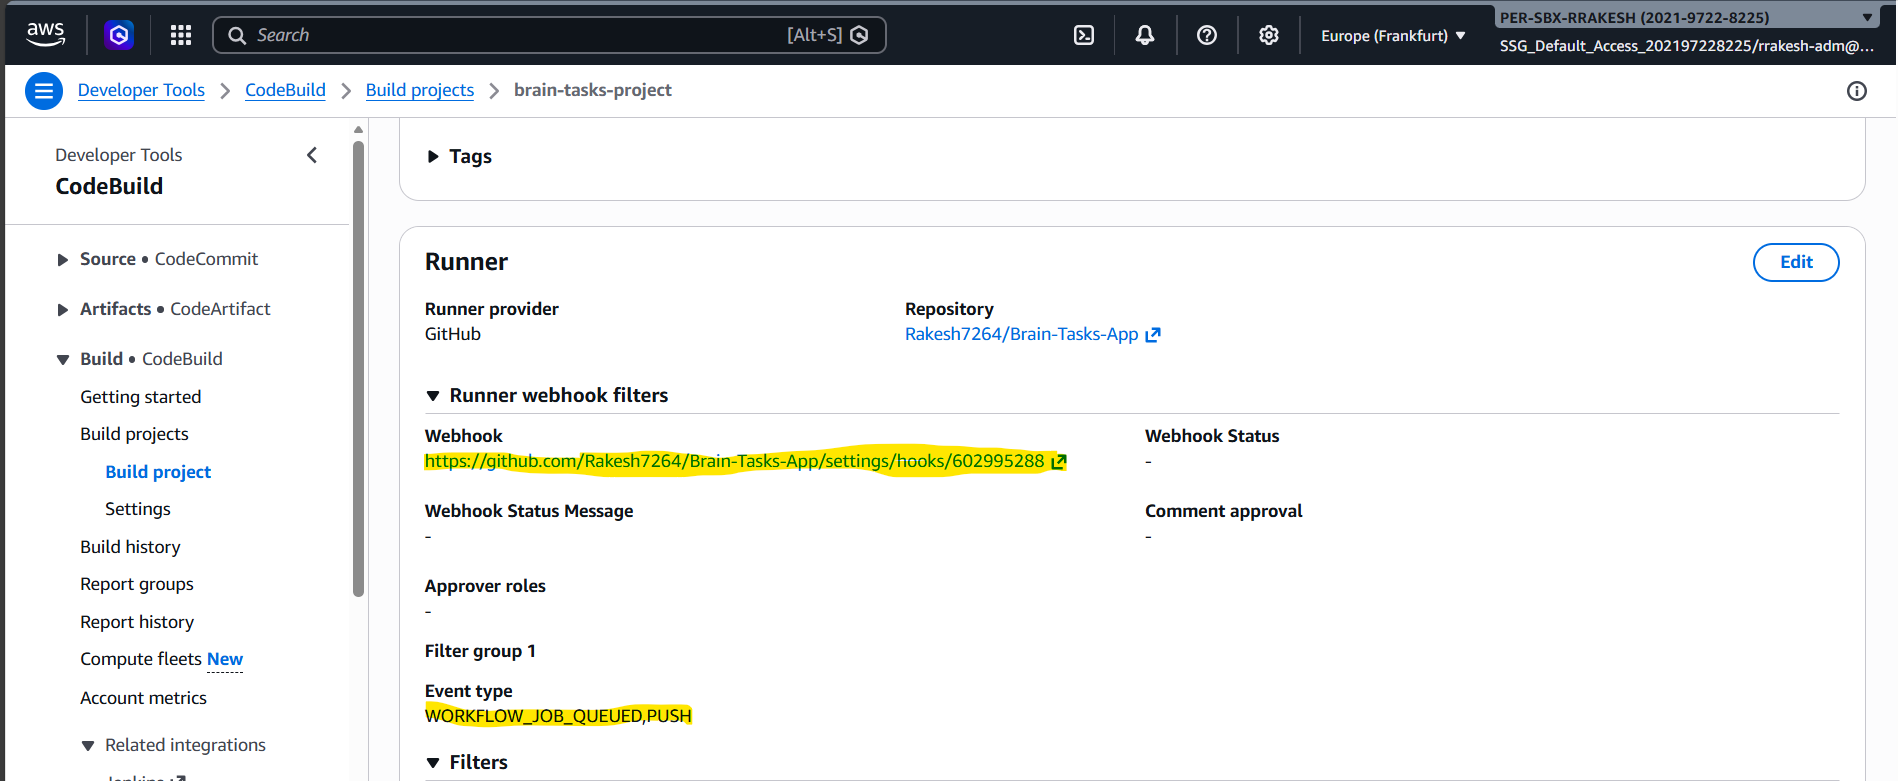 aws
Search [Alt+S]
Europe (Frankfurt)
PER-SBX-RRAKESH (2021-9722-8225)
SSG_Default_Access_202197228225/rrakesh-adm@...
Developer Tools > CodeBuild > Build projects > brain-tasks-project
Developer Tools
CodeBuild
Source • CodeCommit
Artifacts • CodeArtifact
Build • CodeBuild
Getting started
Build projects
Build project
Settings
Build history
Report groups
Report history
Compute fleets New
Account metrics
Related integrations
Jenkins
Tags
Runner
Edit
Runner provider
GitHub
Repository
Rakesh7264/Brain-Tasks-App
Runner webhook filters
Webhook
https://github.com/Rakesh7264/Brain-Tasks-App/settings/hooks/602995288
Webhook Status
-
Webhook Status Message
-
Comment approval
-
Approver roles
-
Filter group 1
Event type
WORKFLOW_JOB_QUEUED,PUSH
Filters